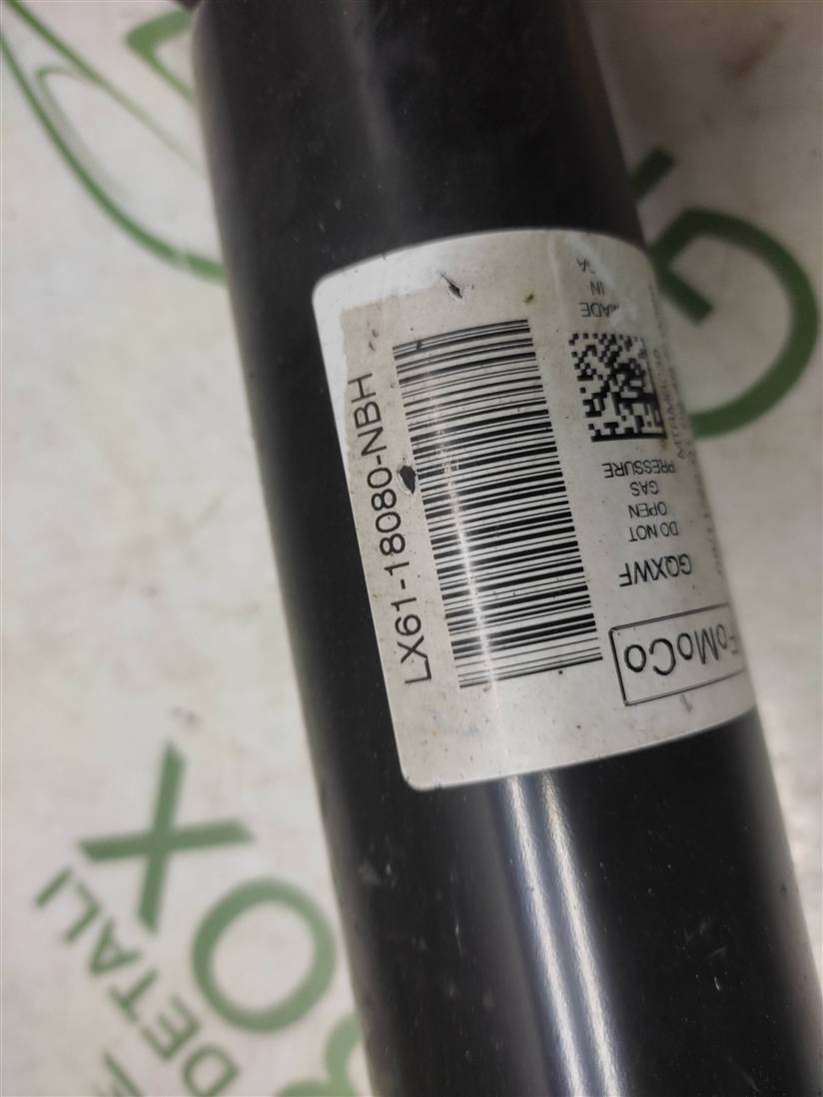 LX61-18080-NBH
MADE
IN
DO NOT
OPEN
GAS
PRESSURE
GQXWF
FoMoCo
DETALI